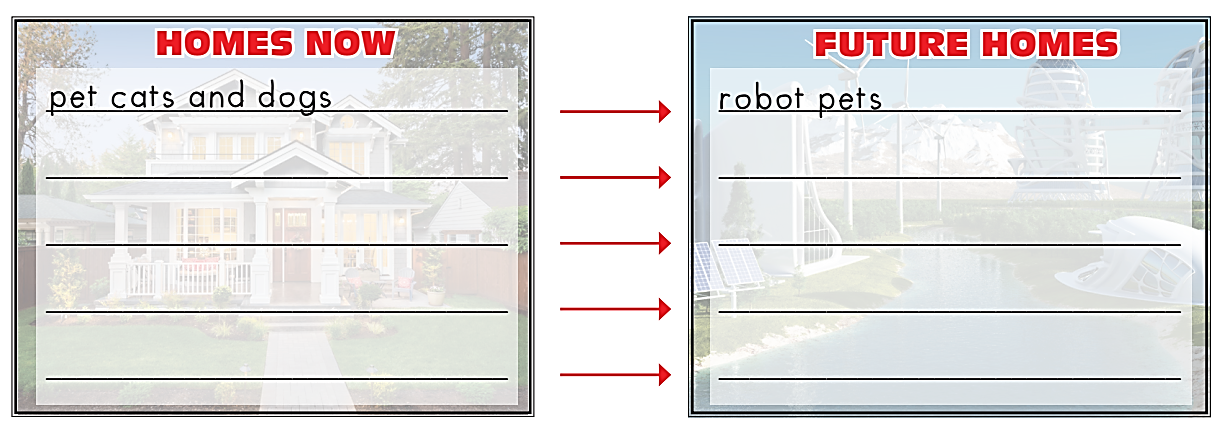 HOMES NOW
pet cats and dogs
FUTURE HOMES
robot pets